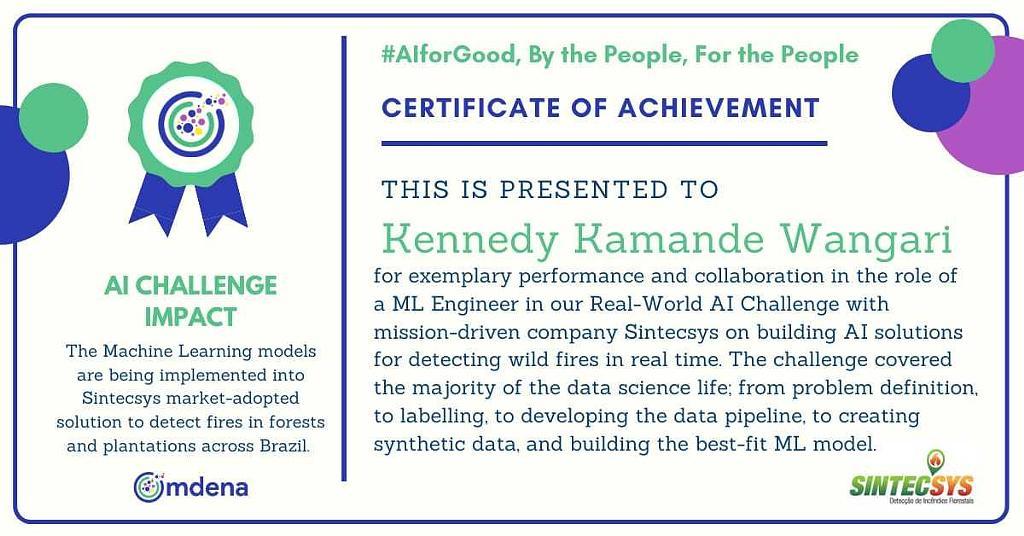 #AIforGood, By the People, For the People
CERTIFICATE OF ACHIEVEMENT
THIS IS PRESENTED TO
Kennedy Kamande Wangari
for exemplary performance and collaboration in the role of
a ML Engineer in our Real-World AI Challenge with
mission-driven company Sintecsys on building AI solutions
for detecting wild fires in real time. The challenge covered
the majority of the data science life; from problem definition,
to labelling, to developing the data pipeline, to creating
synthetic data, and building the best-fit ML model.
AI CHALLENGE
IMPACT
The Machine Learning models
are being implemented into
Sintecsys market-adopted
solution to detect fires in forests
and plantations across Brazil.
Omdena
SINTECSYS
Detecção de Incêndios Florestais